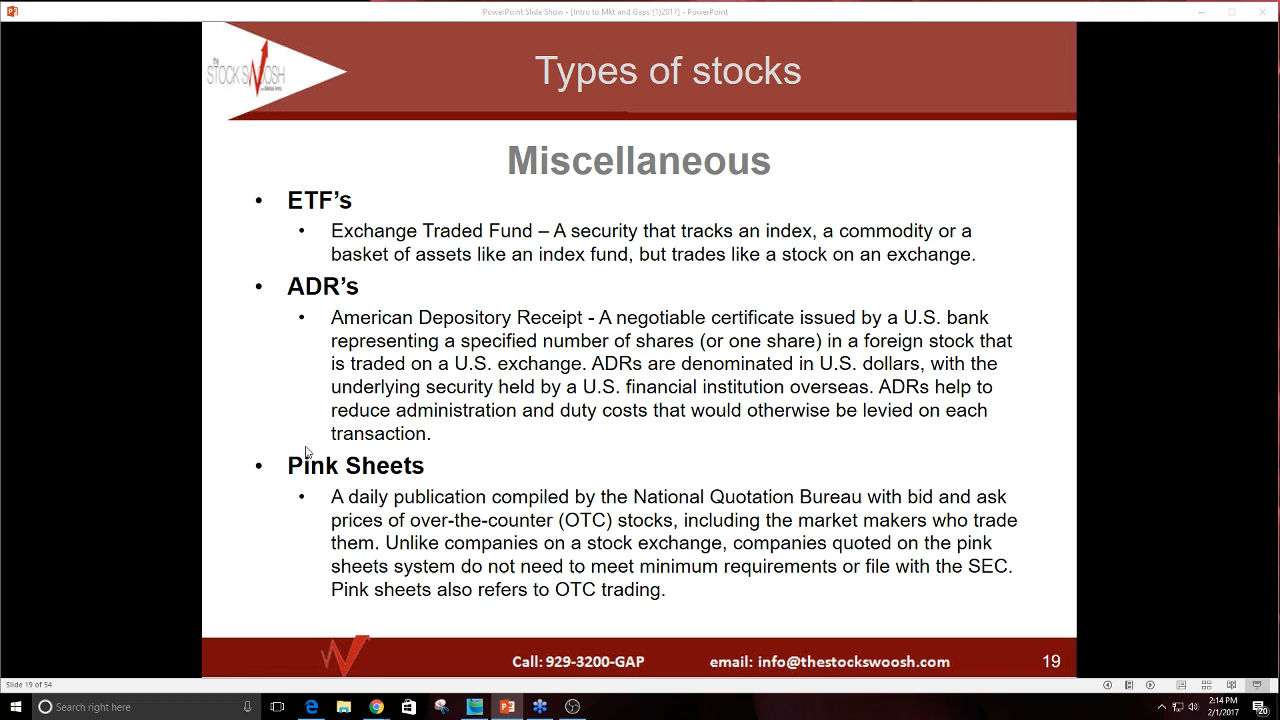 PowerPoint Slide Show - [Intro to Mkt and Gaps (1)2017] - PowerPoint
the
STOCK SWOOSH
Types of stocks
Miscellaneous
• ETF's
• Exchange Traded Fund – A security that tracks an index, a commodity or a
basket of assets like an index fund, but trades like a stock on an exchange.
• ADR's
• American Depository Receipt - A negotiable certificate issued by a U.S. bank
representing a specified number of shares (or one share) in a foreign stock that
is traded on a U.S. exchange. ADRs are denominated in U.S. dollars, with the
underlying security held by a U.S. financial institution overseas. ADRs help to
reduce administration and duty costs that would otherwise be levied on each
transaction.
• Pink Sheets
• A daily publication compiled by the National Quotation Bureau with bid and ask
prices of over-the-counter (OTC) stocks, including the market makers who trade
them. Unlike companies on a stock exchange, companies quoted on the pink
sheets system do not need to meet minimum requirements or file with the SEC.
Pink sheets also refers to OTC trading.
Call: 929-3200-GAP email: info@thestockswoosh.com 19
Slide 19 of 54
Search right here
2:14 PM
2/1/2017
20